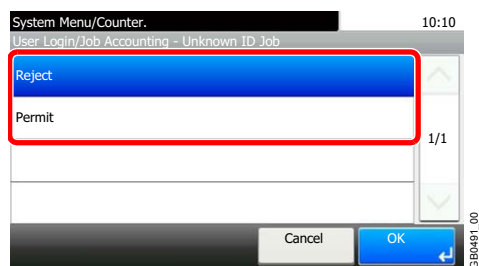 System Menu/Counter. 10:10
User Login/Job Accounting - Unknown ID Job
Reject
Permit
1/1
Cancel OK
GB0491_00